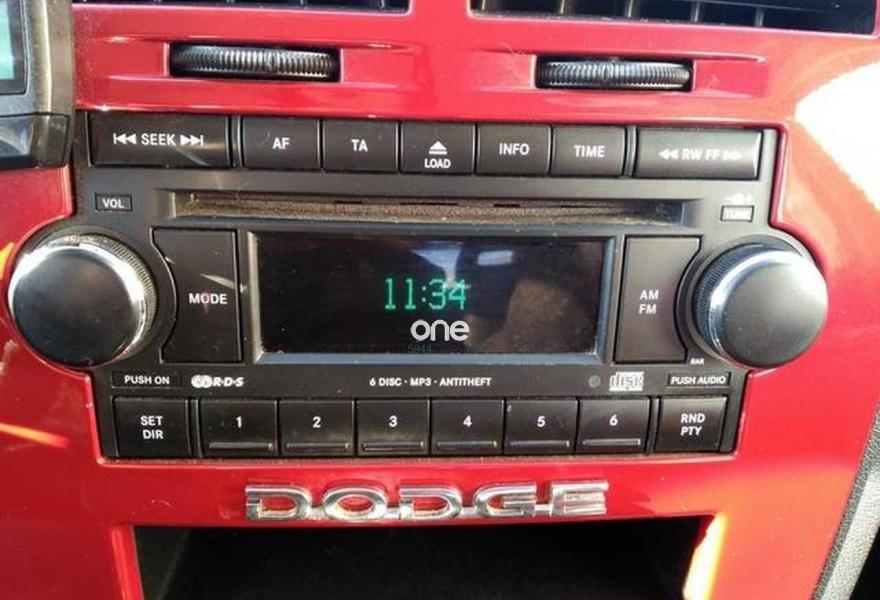 ⏮ SEEK ⏭ AF TA LOAD INFO TIME ◀◀ RW FF ▶▶
VOL TUNE
MODE 11:34 AM
FM
one
5944
PUSH ON R·D·S 6 DISC · MP3 · ANTITHEFT disc PUSH AUDIO
SET
DIR 1 2 3 4 5 6 RND
PTY
DODGE